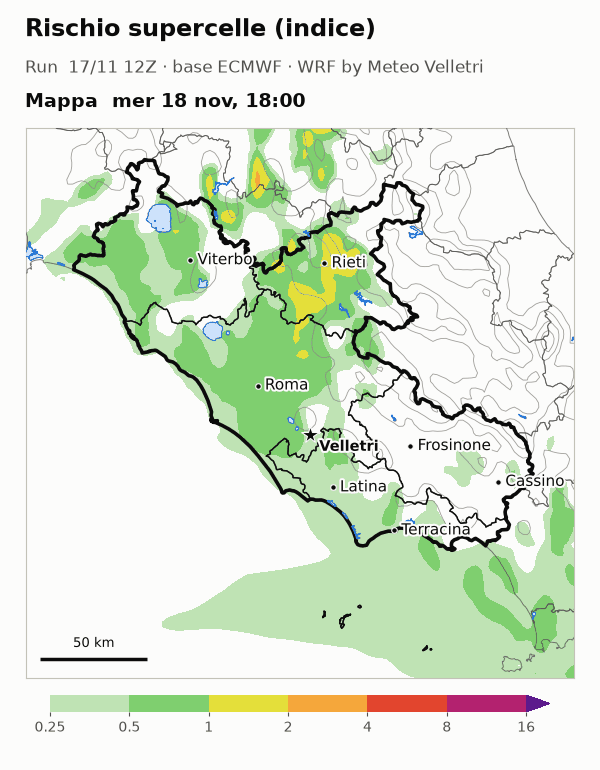 Rischio supercelle (indice)
Run  17/11 12Z · base ECMWF · WRF by Meteo Velletri
Mappa  mer 18 nov, 18:00
Viterbo
Rieti
Roma
Velletri
Frosinone
Cassino
Latina
Terracina
50 km
0.25 0.5 1 2 4 8 16